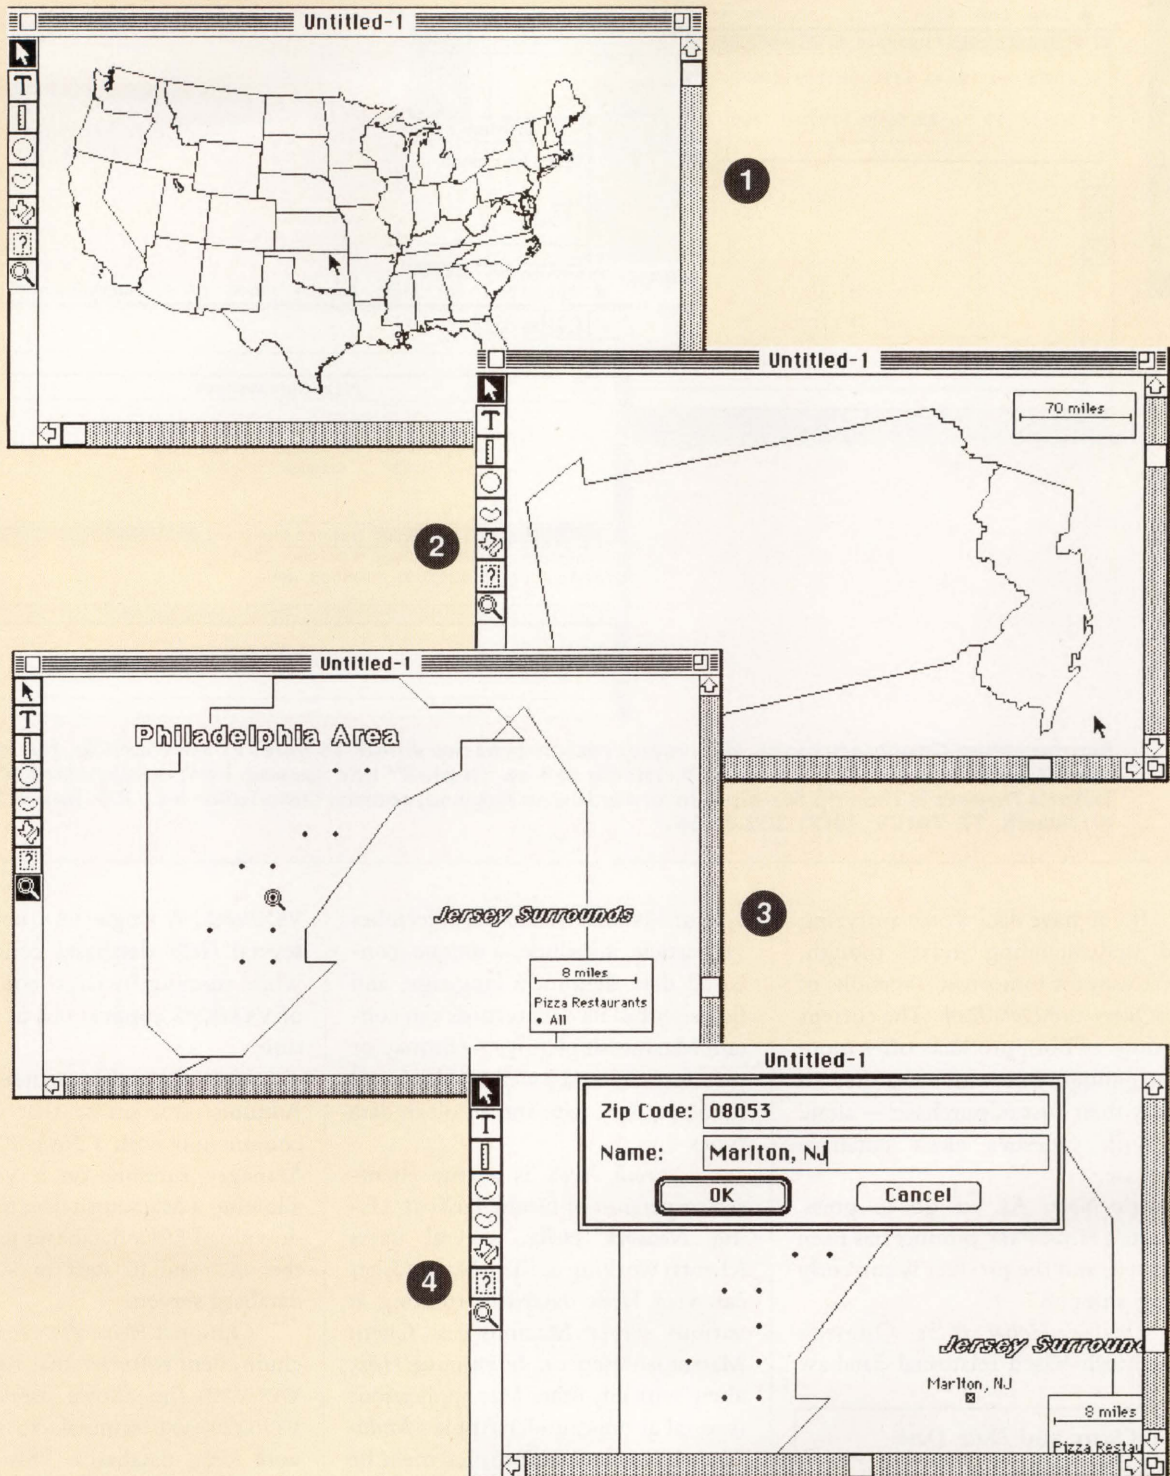 Untitled-1
T
?
1
Untitled-1
70 miles
T
?
2
Untitled-1
T
?
Philadelphia Area
Jersey Surrounds
8 miles
Pizza Restaurants
• All
3
Untitled-1
T
?
Zip Code: 08053
Name: Marlton, NJ
OK Cancel
Jersey Surroun
Marlton, NJ
8 miles
Pizza Restau
4